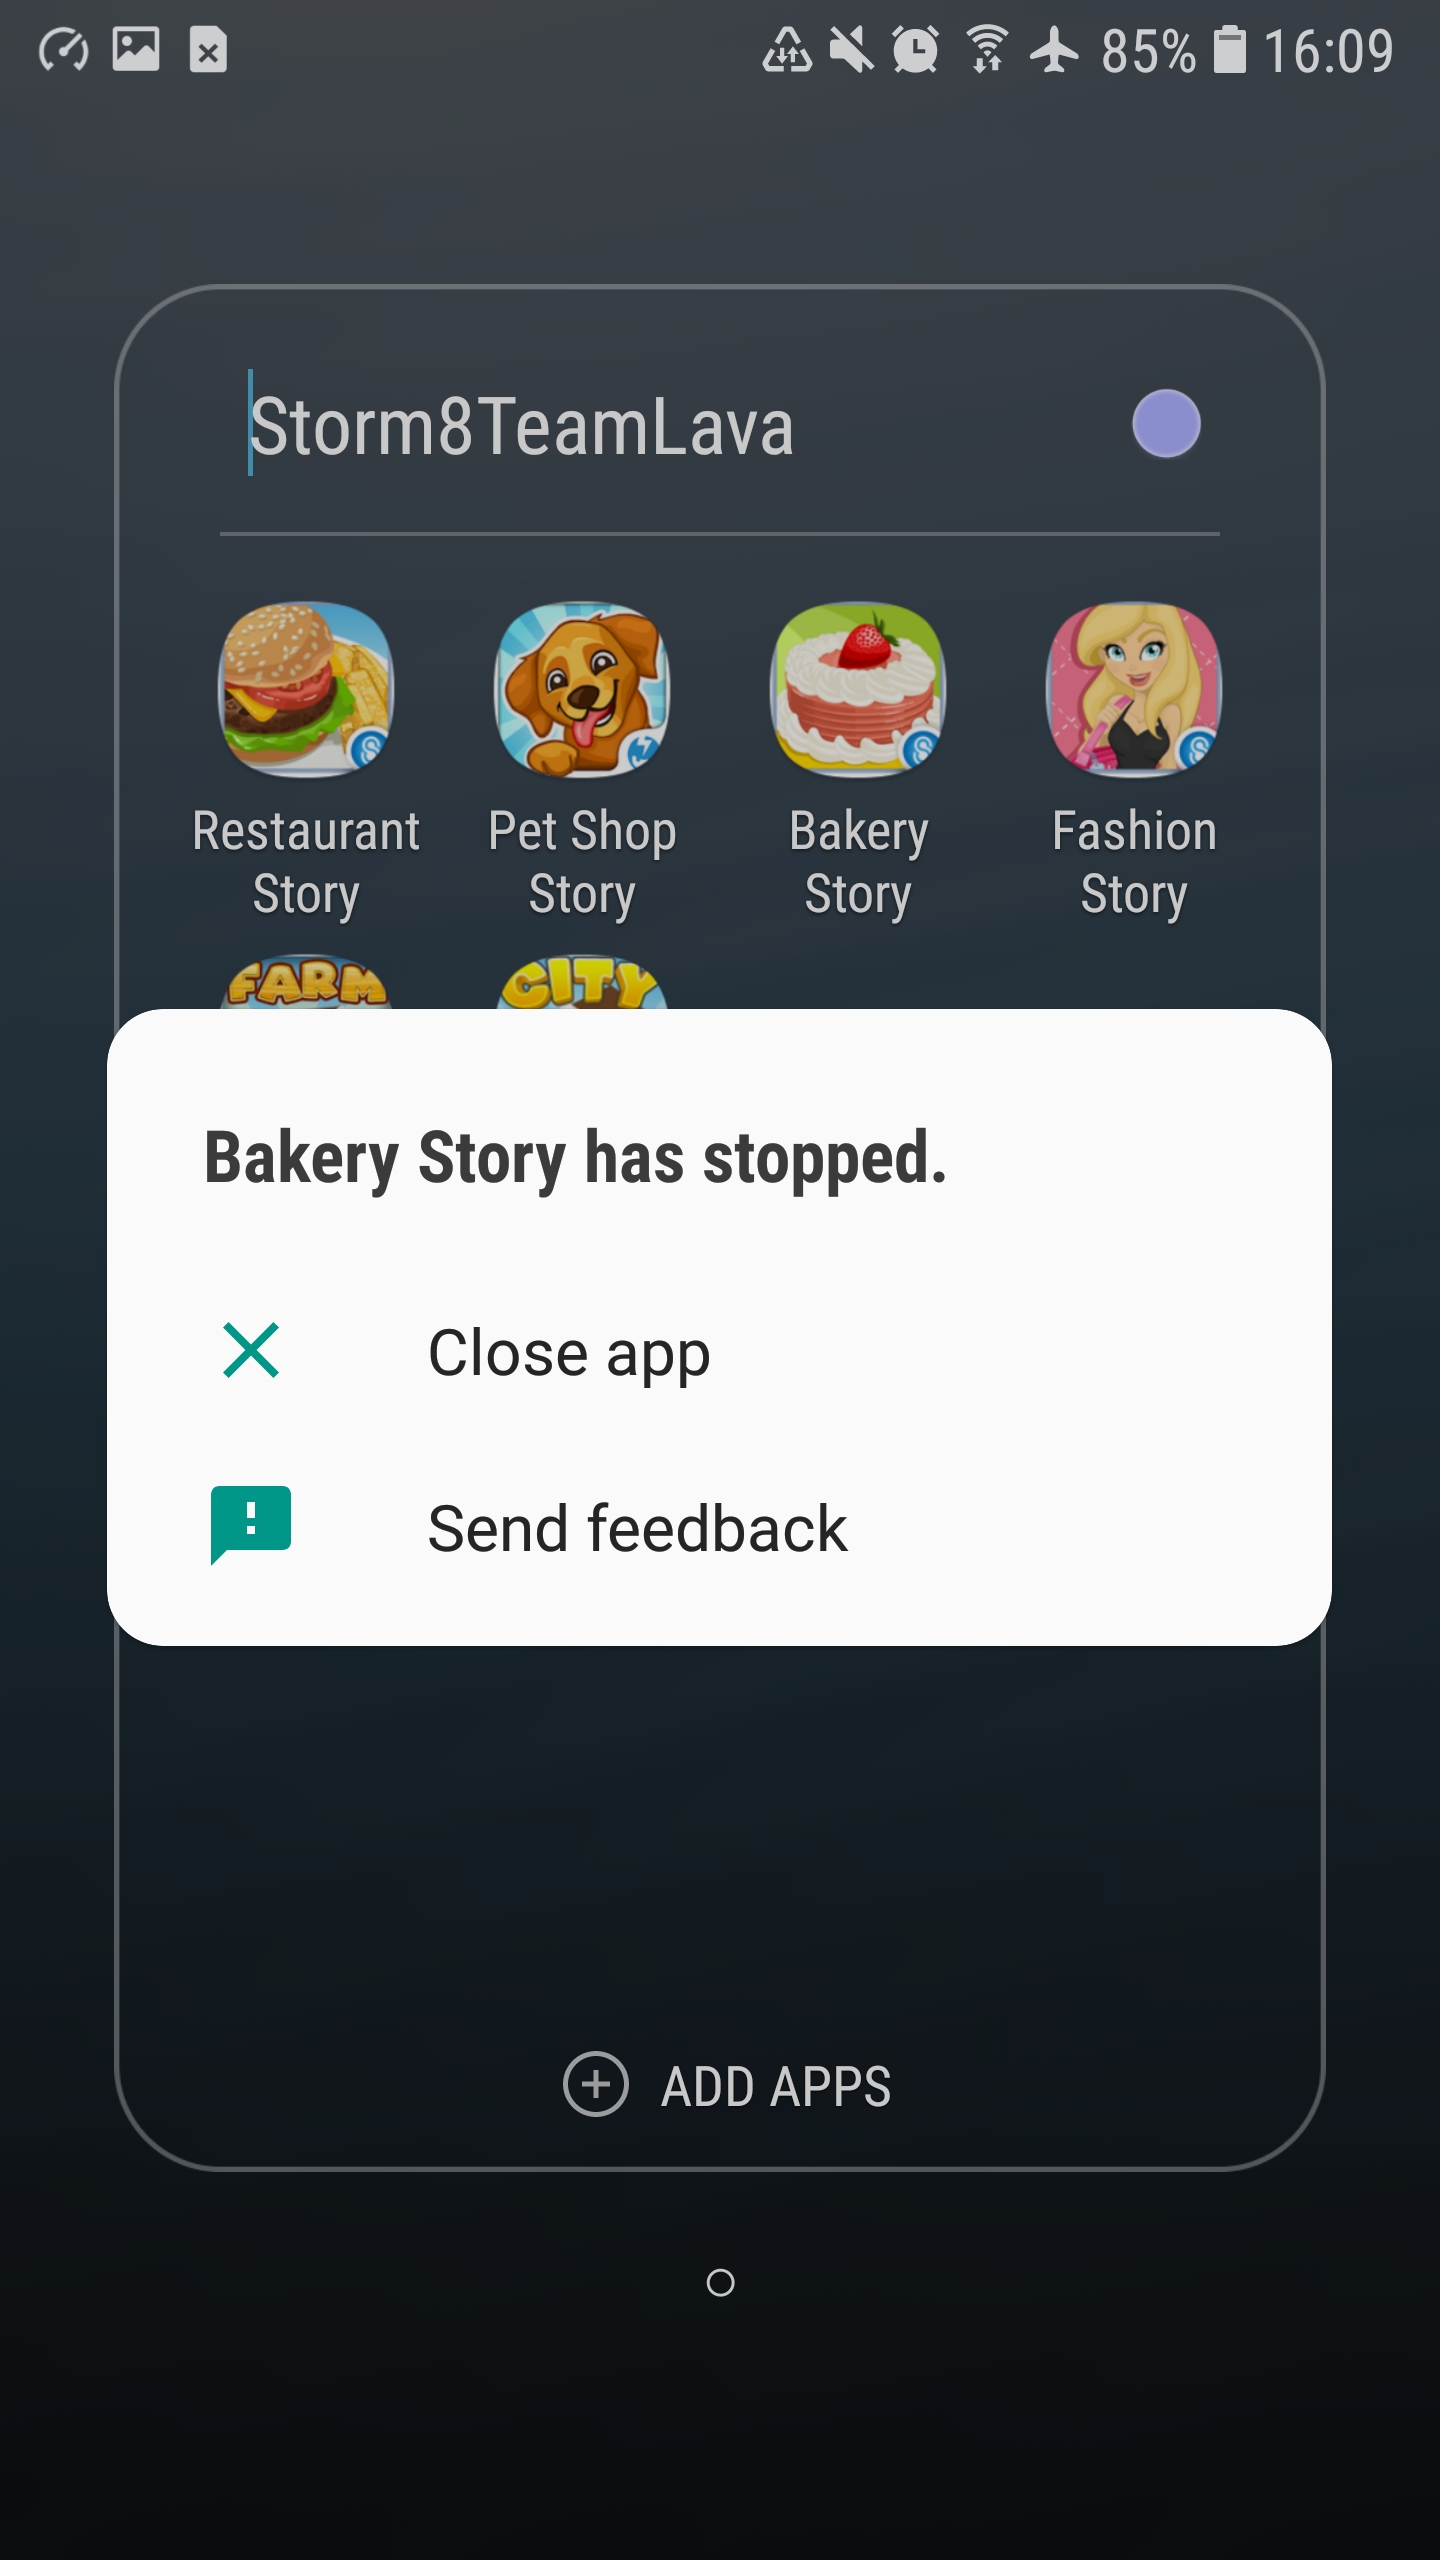 85% 16:09
Storm8TeamLava
Restaurant Story
Pet Shop Story
Bakery Story
Fashion Story
FARM
CITY
Bakery Story has stopped.
Close app
Send feedback
ADD APPS